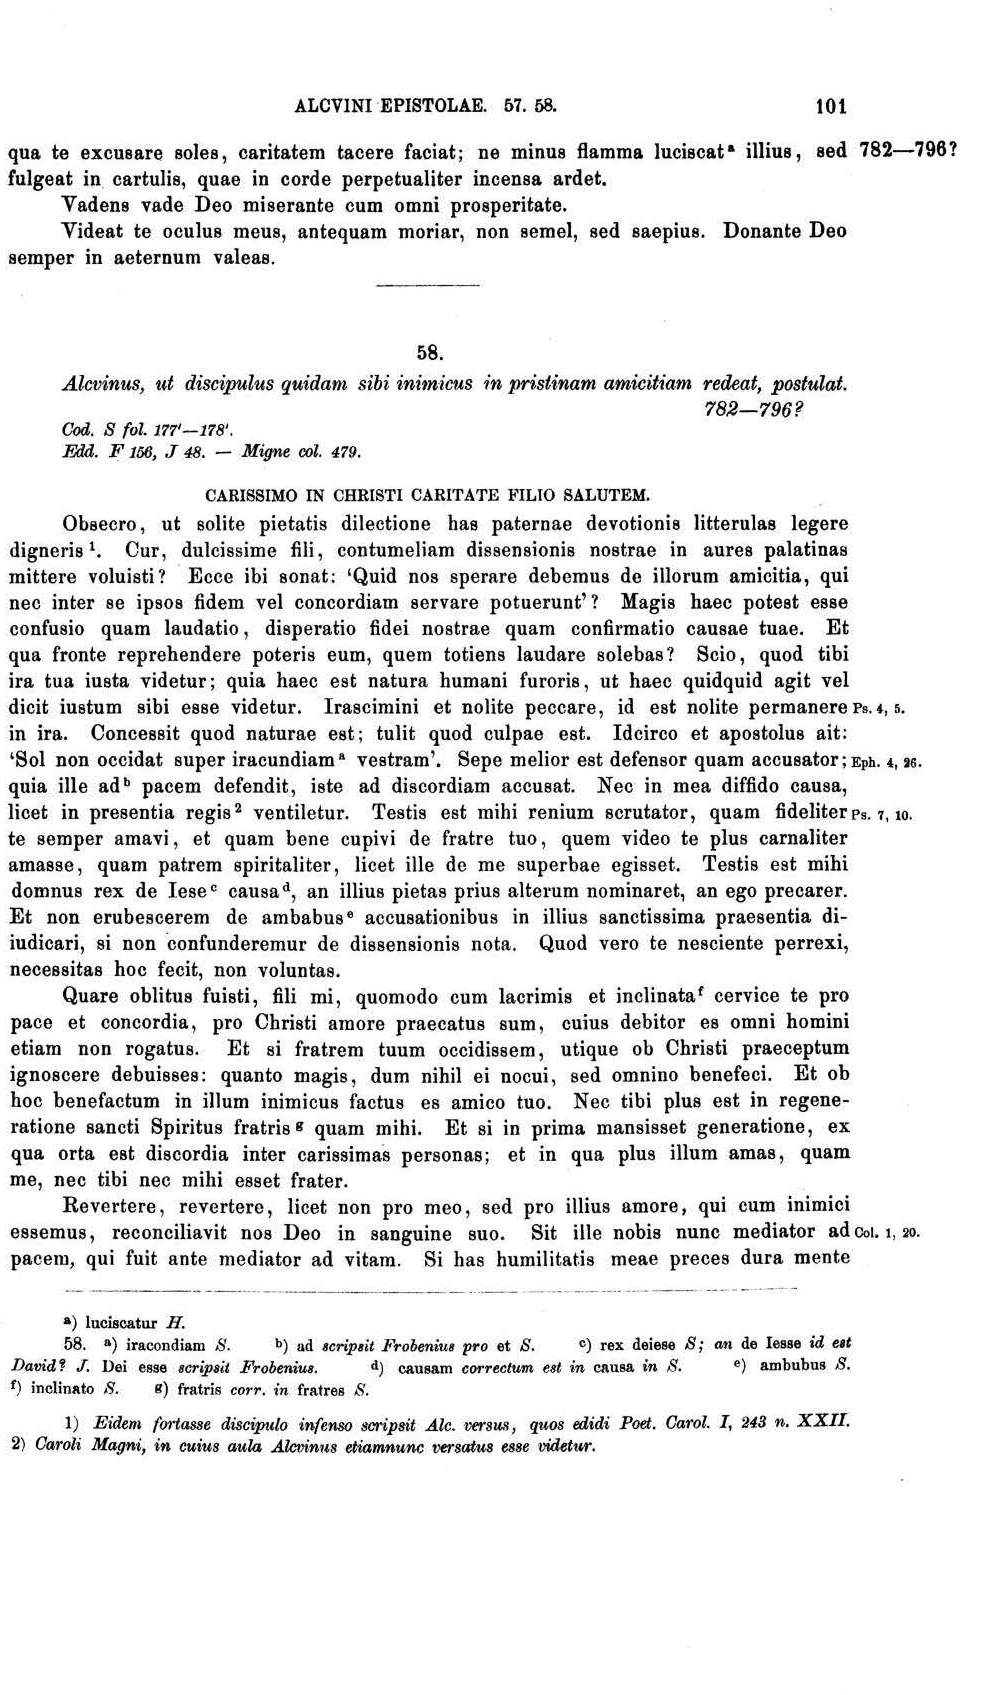 ALCVINI EPISTOLAE. 57. 58. 101
qua te excusare soles, caritatem tacere faciat; ne minus flamma luciscatᵃ illius, sed 782—796?
fulgeat in cartulis, quae in corde perpetualiter incensa ardet.
Vadens vade Deo miserante cum omni prosperitate.
Videat te oculus meus, antequam moriar, non semel, sed saepius. Donante Deo
semper in aeternum valeas.
58.
Alcvinus, ut discipulus quidam sibi inimicus in pristinam amicitiam redeat, postulat.
782—796?
Cod. S fol. 177'—178'.
Edd. F 156, J 48. — Migne col. 479.
CARISSIMO IN CHRISTI CARITATE FILIO SALUTEM.
Obsecro, ut solite pietatis dilectione has paternae devotionis litterulas legere
digneris¹. Cur, dulcissime fili, contumeliam dissensionis nostrae in aures palatinas
mittere voluisti? Ecce ibi sonat: ‘Quid nos sperare debemus de illorum amicitia, qui
nec inter se ipsos fidem vel concordiam servare potuerunt’? Magis haec potest esse
confusio quam laudatio, disperatio fidei nostrae quam confirmatio causae tuae. Et
qua fronte reprehendere poteris eum, quem totiens laudare solebas? Scio, quod tibi
ira tua iusta videtur; quia haec est natura humani furoris, ut haec quidquid agit vel
dicit iustum sibi esse videtur. Irascimini et nolite peccare, id est nolite permanere Ps. 4, 5.
in ira. Concessit quod naturae est; tulit quod culpae est. Idcirco et apostolus ait:
‘Sol non occidat super iracundiamᵃ vestram’. Sepe melior est defensor quam accusator; Eph. 4, 26.
quia ille adᵇ pacem defendit, iste ad discordiam accusat. Nec in mea diffido causa,
licet in presentia regis² ventiletur. Testis est mihi renium scrutator, quam fideliter Ps. 7, 10.
te semper amavi, et quam bene cupivi de fratre tuo, quem video te plus carnaliter
amasse, quam patrem spiritaliter, licet ille de me superbae egisset. Testis est mihi
domnus rex de Ieseᶜ causaᵈ, an illius pietas prius alterum nominaret, an ego precarer.
Et non erubescerem de ambabusᵉ accusationibus in illius sanctissima praesentia di-
iudicari, si non confunderemur de dissensionis nota. Quod vero te nesciente perrexi,
necessitas hoc fecit, non voluntas.
Quare oblitus fuisti, fili mi, quomodo cum lacrimis et inclinataᶠ cervice te pro
pace et concordia, pro Christi amore praecatus sum, cuius debitor es omni homini
etiam non rogatus. Et si fratrem tuum occidissem, utique ob Christi praeceptum
ignoscere debuisses: quanto magis, dum nihil ei nocui, sed omnino benefeci. Et ob
hoc benefactum in illum inimicus factus es amico tuo. Nec tibi plus est in regene-
ratione sancti Spiritus fratrisᵍ quam mihi. Et si in prima mansisset generatione, ex
qua orta est discordia inter carissimas personas; et in qua plus illum amas, quam
me, nec tibi nec mihi esset frater.
Revertere, revertere, licet non pro meo, sed pro illius amore, qui cum inimici
essemus, reconciliavit nos Deo in sanguine suo. Sit ille nobis nunc mediator ad Col. 1, 20.
pacem, qui fuit ante mediator ad vitam. Si has humilitatis meae preces dura mente
ᵃ) luciscatur H.
58. ᵃ) iracondiam S. ᵇ) ad scripsit Frobenius pro et S. ᶜ) rex deiese S; an de Iesse id est
David? J. Dei esse scripsit Frobenius. ᵈ) causam correctum est in causa in S. ᵉ) ambubus S.
ᶠ) inclinato S. ᵍ) fratris corr. in fratres S.
1) Eidem fortasse discipulo infenso scripsit Alc. versus, quos edidi Poet. Carol. I, 243 n. XXII.
2) Caroli Magni, in cuius aula Alcvinus etiamnunc versatus esse videtur.